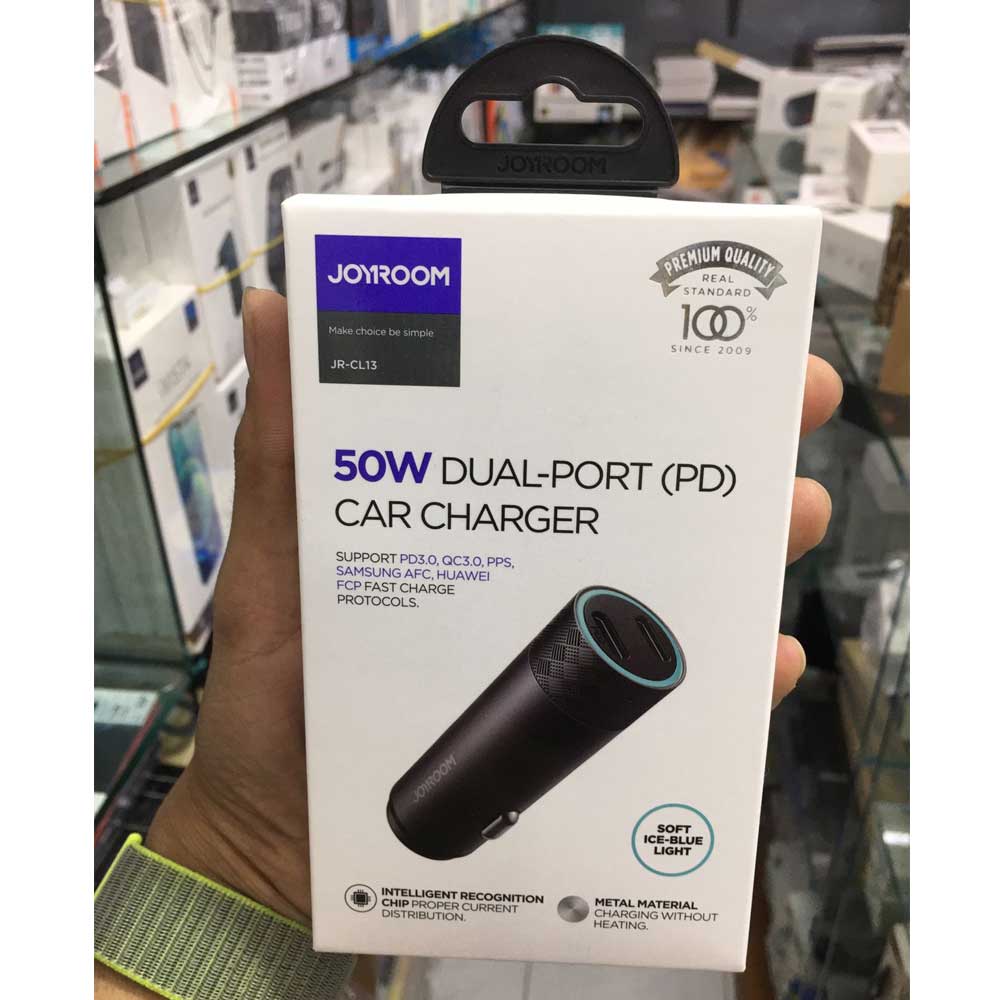 JOYROOM
JOYROOM
Make choice be simple
JR-CL13
PREMIUM QUALITY
REAL
STANDARD
100%
SINCE 2009
50W DUAL-PORT (PD)
CAR CHARGER
SUPPORT PD3.0, QC3.0, PPS,
SAMSUNG AFC, HUAWEI
FCP FAST CHARGE
PROTOCOLS.
JOYROOM
SOFT
ICE-BLUE
LIGHT
INTELLIGENT RECOGNITION
CHIP PROPER CURRENT
DISTRIBUTION.
METAL MATERIAL
CHARGING WITHOUT
HEATING.